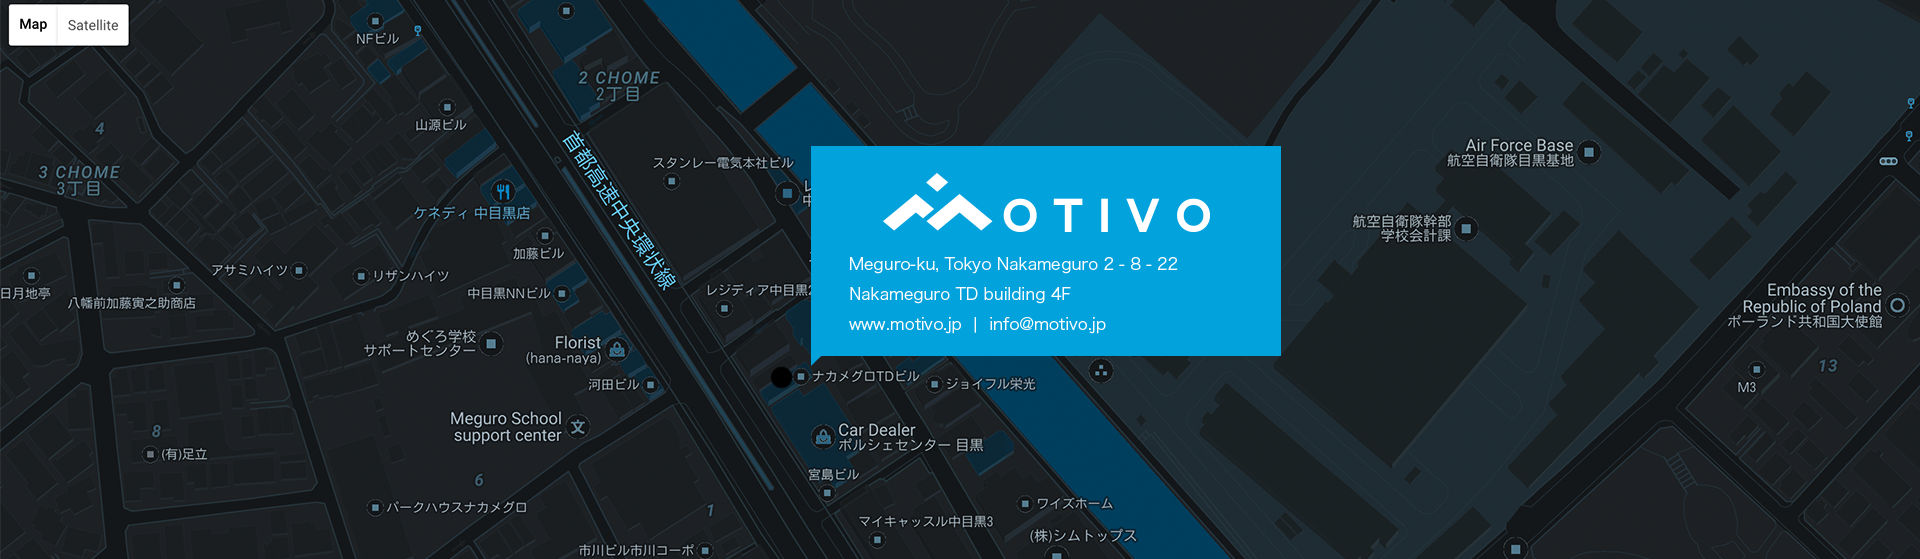 Map
Satellite
NFビル
2 CHOME
2丁目
4
山源ビル
首都高速中央環状線
3 CHOME
3丁目
スタンレー電気本社ビル
Air Force Base
航空自衛隊目黒基地
ケネディ 中目黒店
MOTIVO
航空自衛隊幹部
学校会計課
加藤ビル
アサミハイツ
リザンハイツ
Meguro-ku, Tokyo Nakameguro 2 - 8 - 22
Nakameguro TD building 4F
www.motivo.jp | info@motivo.jp
日月地亭
八幡前加藤寅之助商店
中目黒NNビル
レジディア中目黒
Embassy of the
Republic of Poland
ポーランド共和国大使館
めぐろ学校
サポートセンター
Florist
(hana-naya)
河田ビル
ナカメグロTDビル
ジョイフル栄光
13
M3
Meguro School
support center
文
Car Dealer
ポルシェセンター 目黒
8
(有)足立
6
宮島ビル
パークハウスナカメグロ
1
ワイズホーム
マイキャッスル中目黒3
(株)シムトップス
市川ビル市川コーポ